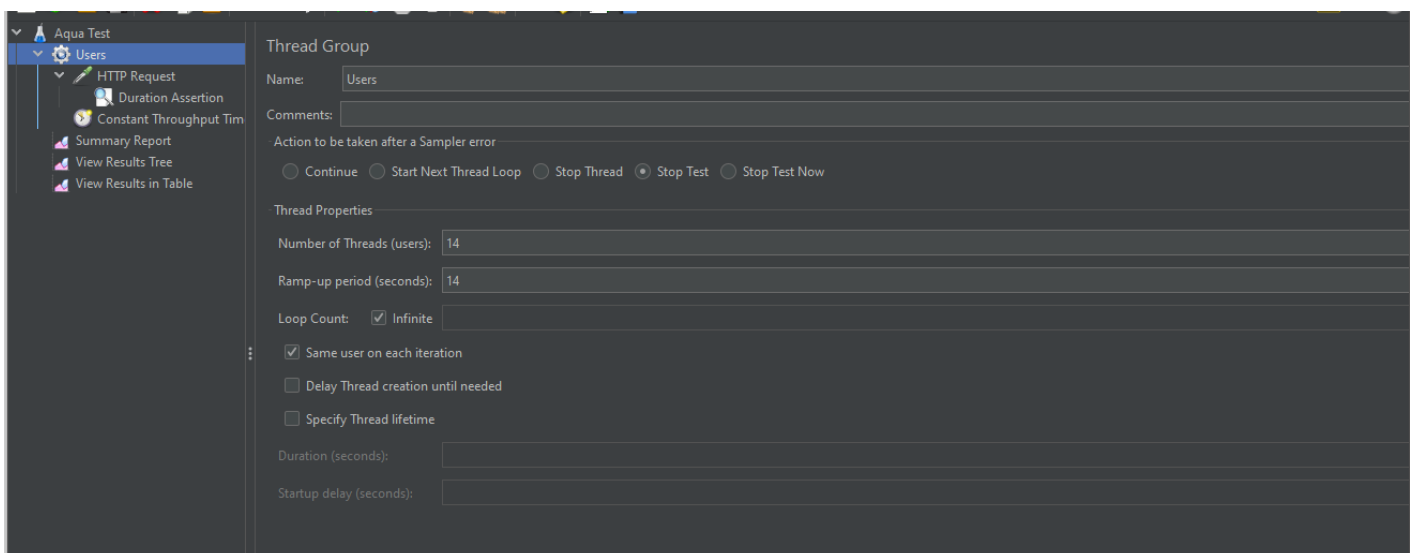 Aqua Test
Users
HTTP Request
Duration Assertion
Constant Throughput Tim
Summary Report
View Results Tree
View Results in Table
Thread Group
Name: Users
Comments:
Action to be taken after a Sampler error
Continue Start Next Thread Loop Stop Thread Stop Test Stop Test Now
Thread Properties
Number of Threads (users): 14
Ramp-up period (seconds): 14
Loop Count: Infinite
Same user on each iteration
Delay Thread creation until needed
Specify Thread lifetime
Duration (seconds):
Startup delay (seconds):